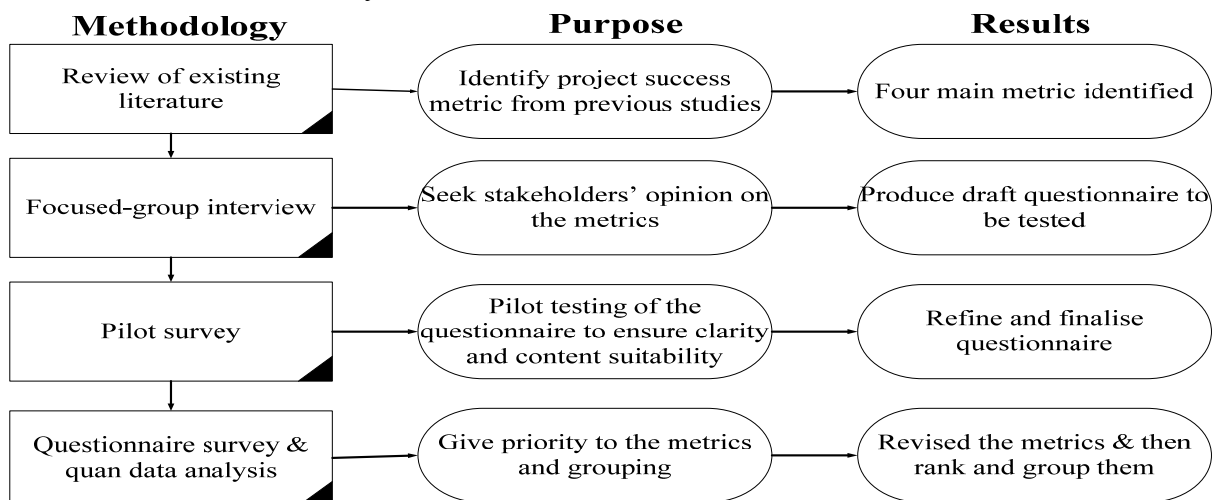 Methodology
Purpose
Results
Review of existing
literature
Identify project success
metric from previous studies
Four main metric identified
Focused-group interview
Seek stakeholders’ opinion on
the metrics
Produce draft questionnaire to
be tested
Pilot survey
Pilot testing of the
questionnaire to ensure clarity
and content suitability
Refine and finalise
questionnaire
Questionnaire survey &
quan data analysis
Give priority to the metrics
and grouping
Revised the metrics & then
rank and group them